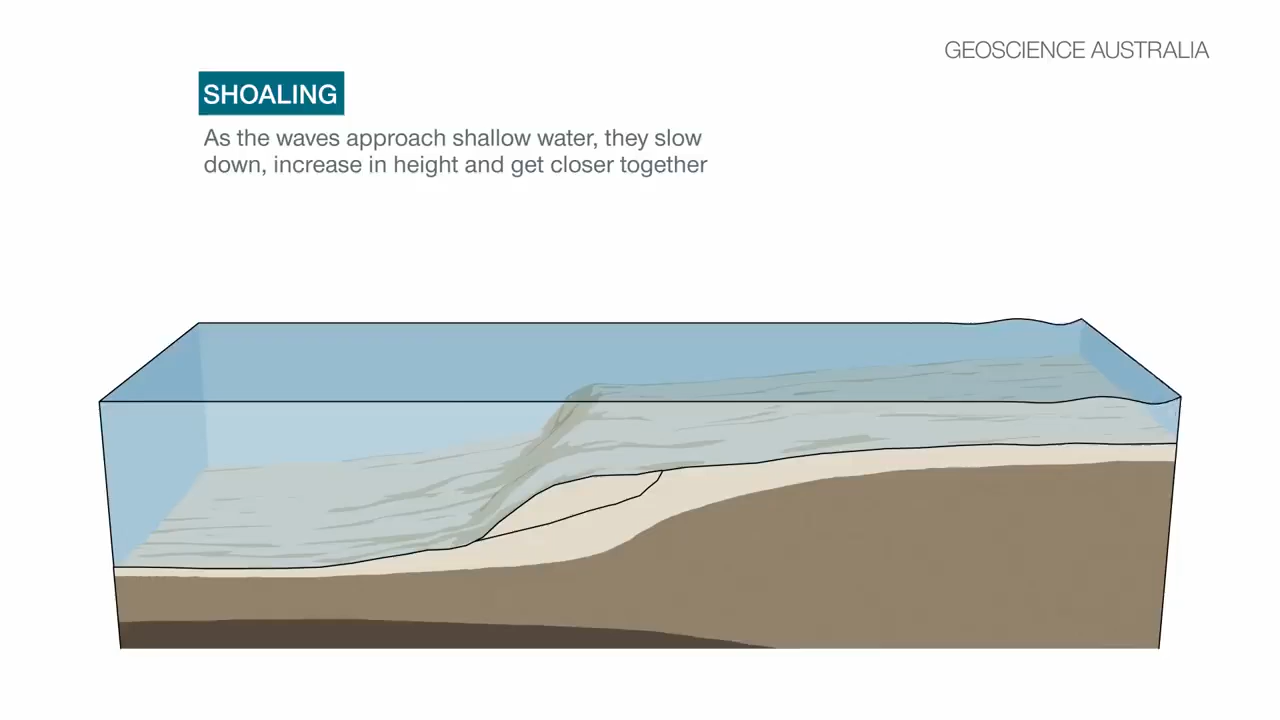 GEOSCIENCE AUSTRALIA
SHOALING
As the waves approach shallow water, they slow
down, increase in height and get closer together